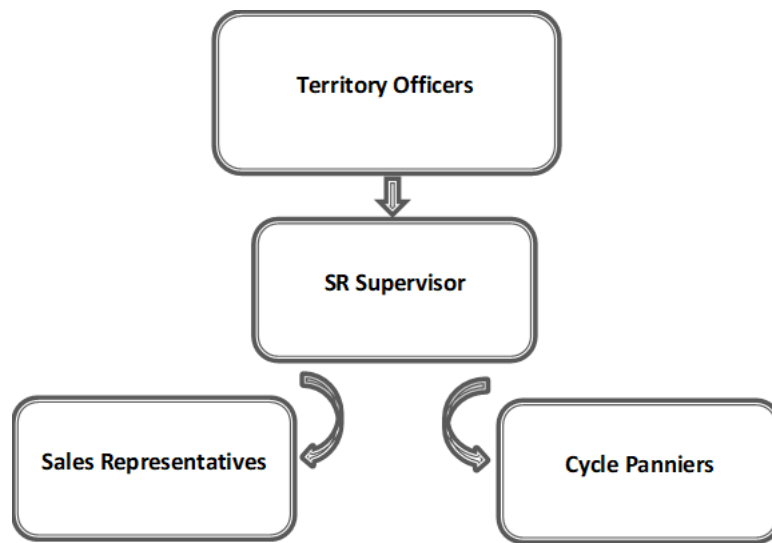 Territory Officers
SR Supervisor
Sales Representatives
Cycle Panniers